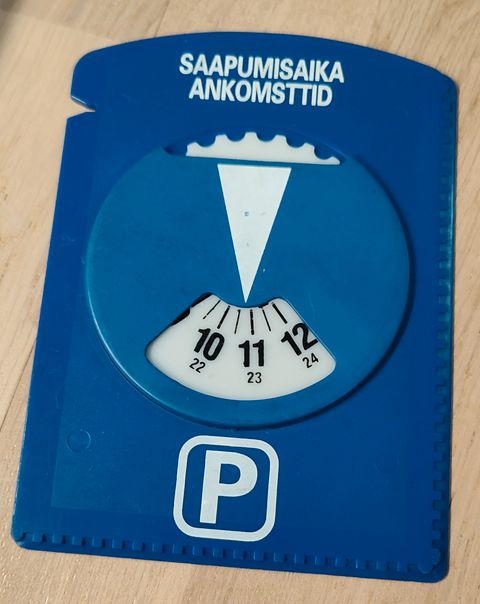 SAAPUMISAIKA
ANKOMSTTID
10 11 12
22 23 24
P